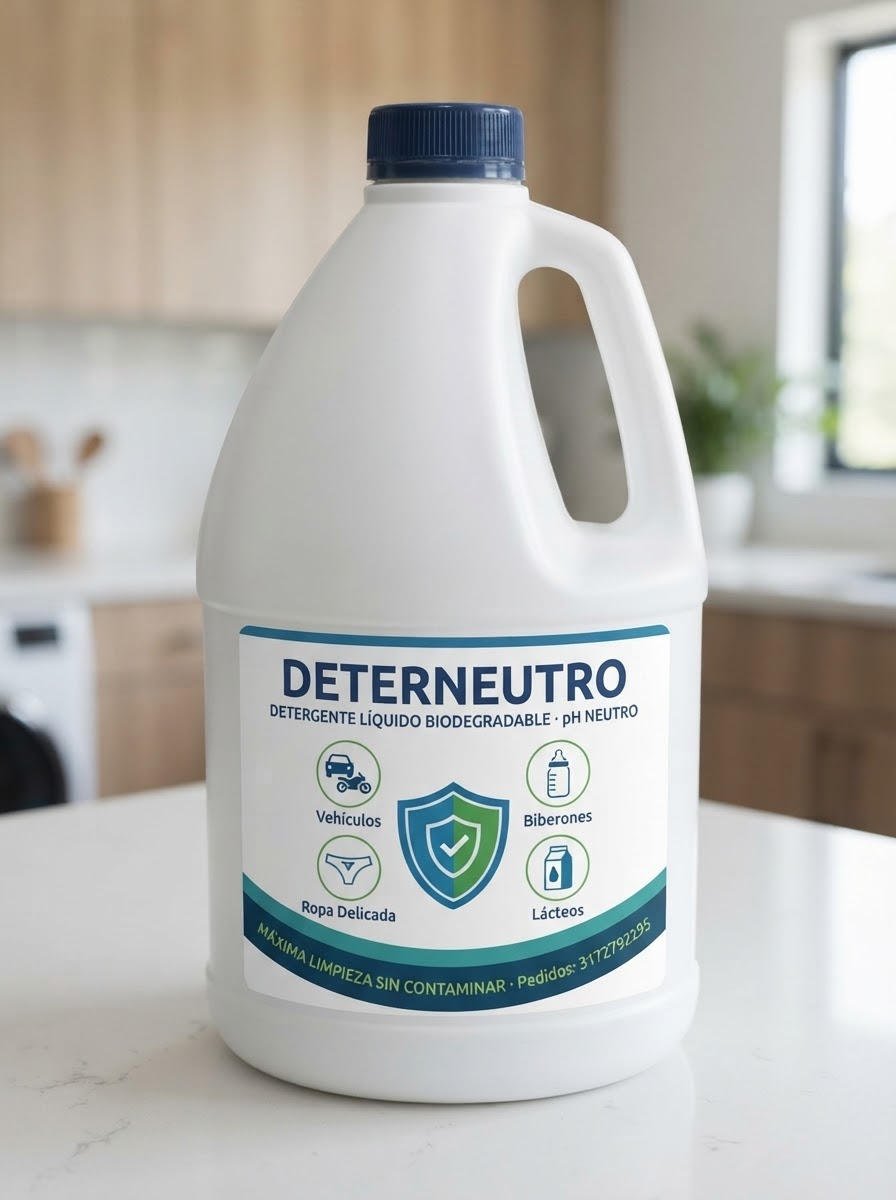 DETERNEUTRO
DETERGENTE LÍQUIDO BIODEGRADABLE · pH NEUTRO
Vehículos
Biberones
Ropa Delicada
Lácteos
MÁXIMA LIMPIEZA SIN CONTAMINAR · Pedidos: 3172792295